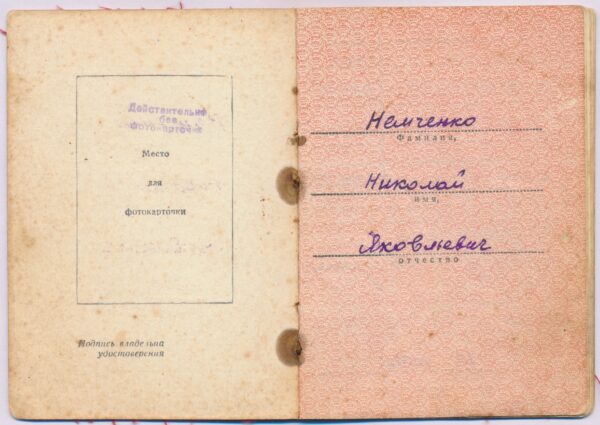 Действительно
без
фотокарточки
Место
для
фотокарточки
Подпись владельца
удостоверения
Немченко
Фамилия,
Николай
имя,
Яковлевич
отчество